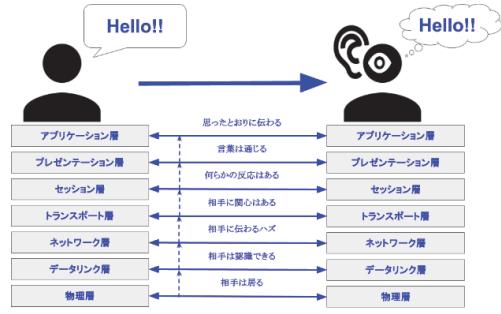 Hello!!
Hello!!
アプリケーション層
思ったとおりに伝わる
アプリケーション層
プレゼンテーション層
言葉は通じる
プレゼンテーション層
セッション層
何らかの反応はある
セッション層
トランスポート層
相手に関心はある
トランスポート層
ネットワーク層
相手に伝わるハズ
ネットワーク層
データリンク層
相手は認識できる
データリンク層
物理層
相手は居る
物理層